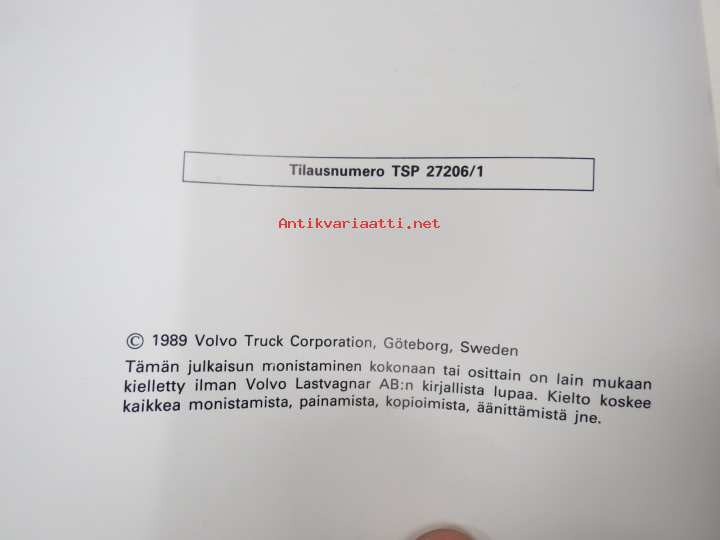 Tilausnumero TSP 27206/1
Antikvariaatti.net
© 1989 Volvo Truck Corporation, Göteborg, Sweden
Tämän julkaisun monistaminen kokonaan tai osittain on lain mukaan
kielletty ilman Volvo Lastvagnar AB:n kirjallista lupaa. Kielto koskee
kaikkea monistamista, painamista, kopioimista, äänittämistä jne.